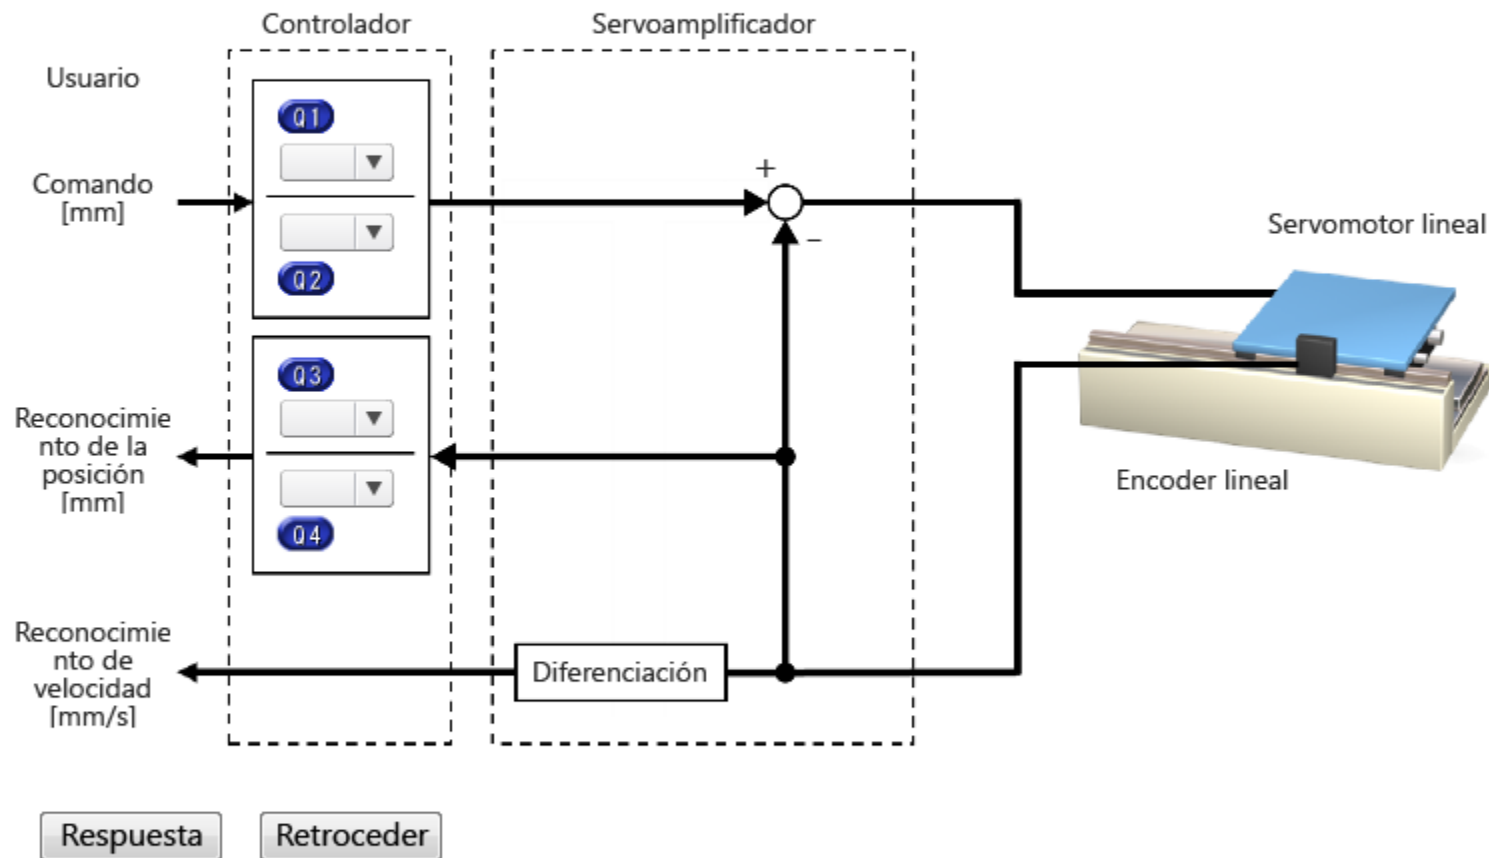 Controlador
Servoamplificador
Usuario
Q1
+
Comando
[mm]
Servomotor lineal
−
Q2
Q3
Reconocimie
nto de la
posición
[mm]
Encoder lineal
Q4
Reconocimie
nto de
velocidad
[mm/s]
Diferenciación
Respuesta
Retroceder